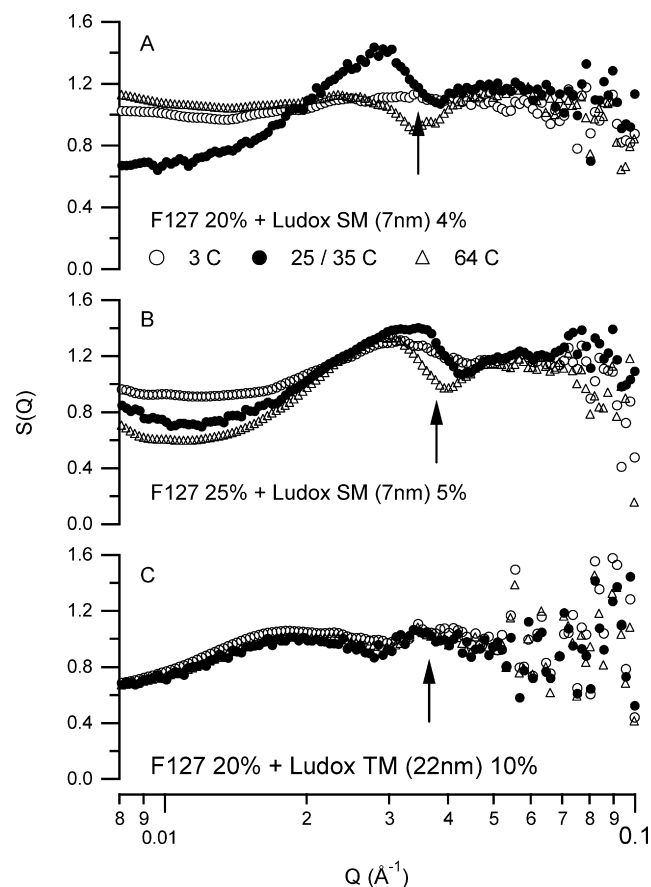 1.6
A
1.2
0.8
0.4
0.0
F127 20% + Ludox SM (7nm) 4%
3 C 25 / 35 C 64 C
1.6
B
1.2
0.8
0.4
0.0
F127 25% + Ludox SM (7nm) 5%
S(Q)
1.6
C
1.2
0.8
0.4
0.0
F127 20% + Ludox TM (22nm) 10%
8 9 0.01 2 3 4 5 6 7 8 9 0.1
Q (Å⁻¹)